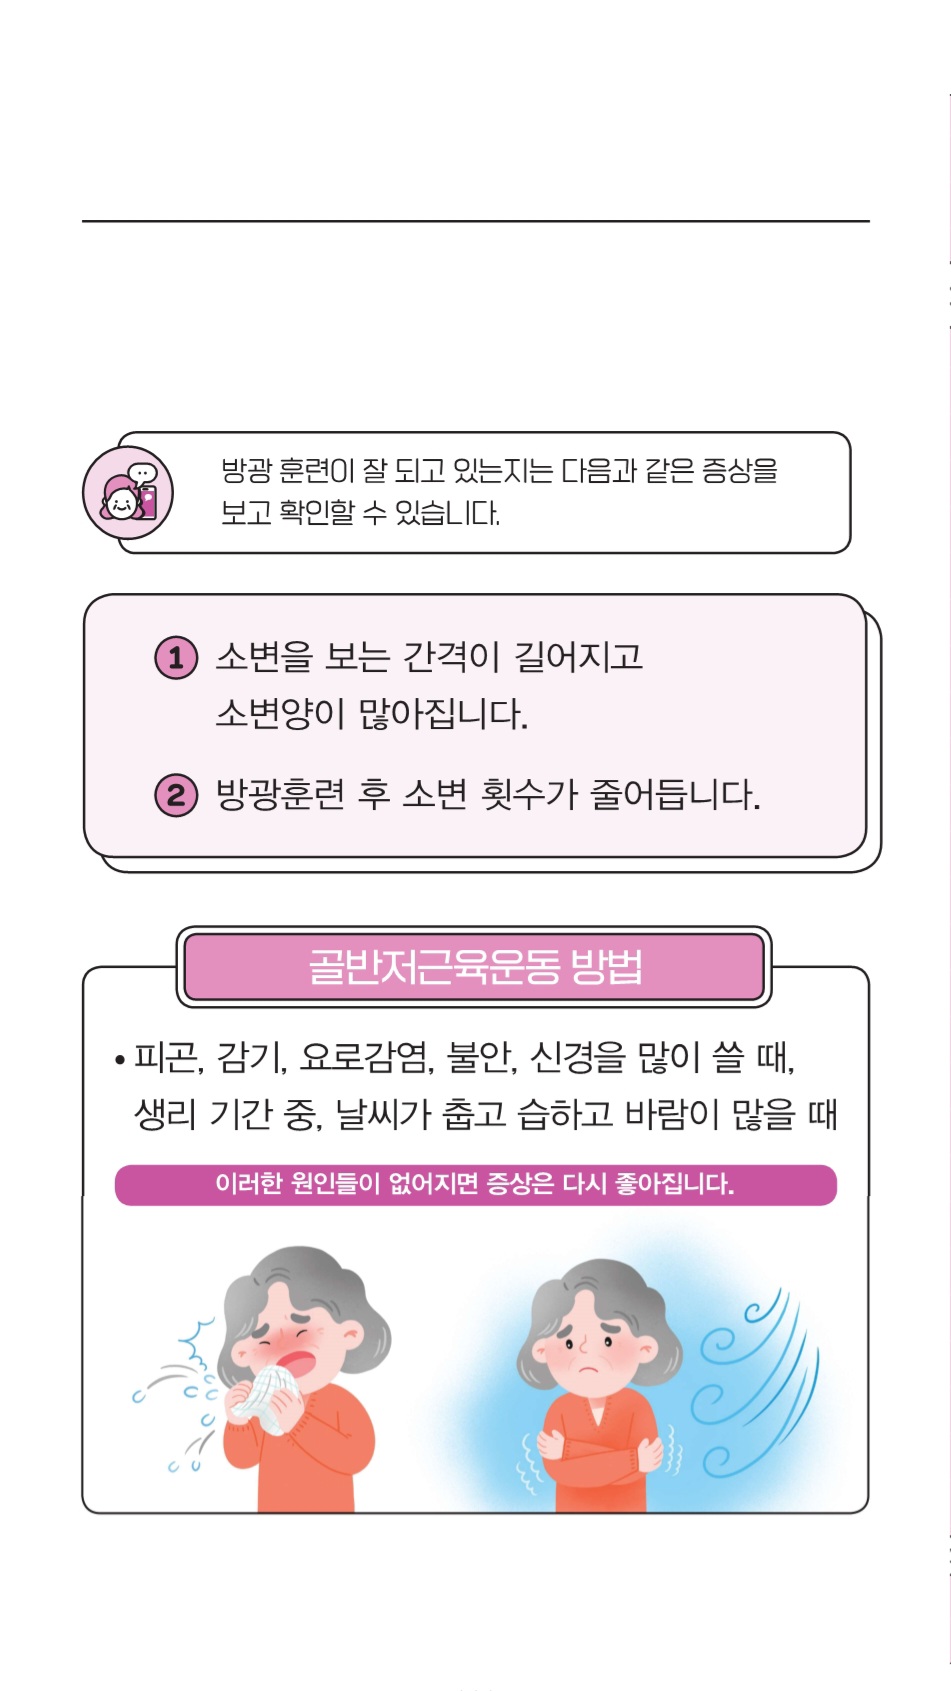 방광 훈련이 잘 되고 있는지는 다음과 같은 증상을
보고 확인할 수 있습니다.
1 소변을 보는 간격이 길어지고
소변양이 많아집니다.
2 방광훈련 후 소변 횟수가 줄어듭니다.
골반저근육운동 방법
• 피곤, 감기, 요로감염, 불안, 신경을 많이 쓸 때,
생리 기간 중, 날씨가 춥고 습하고 바람이 많을 때
이러한 원인들이 없어지면 증상은 다시 좋아집니다.